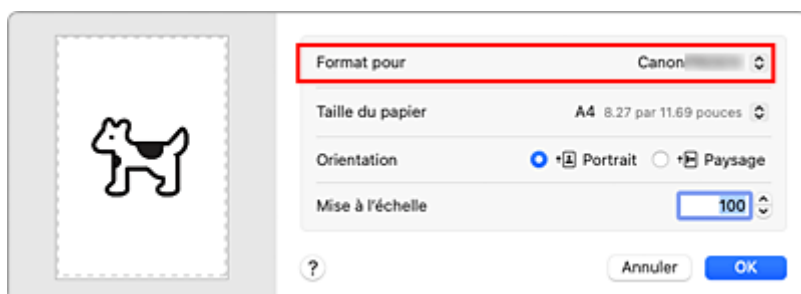 Format pour Canon
Taille du papier A4 8.27 par 11.69 pouces
Orientation Portrait Paysage
Mise à l'échelle 100
? Annuler OK